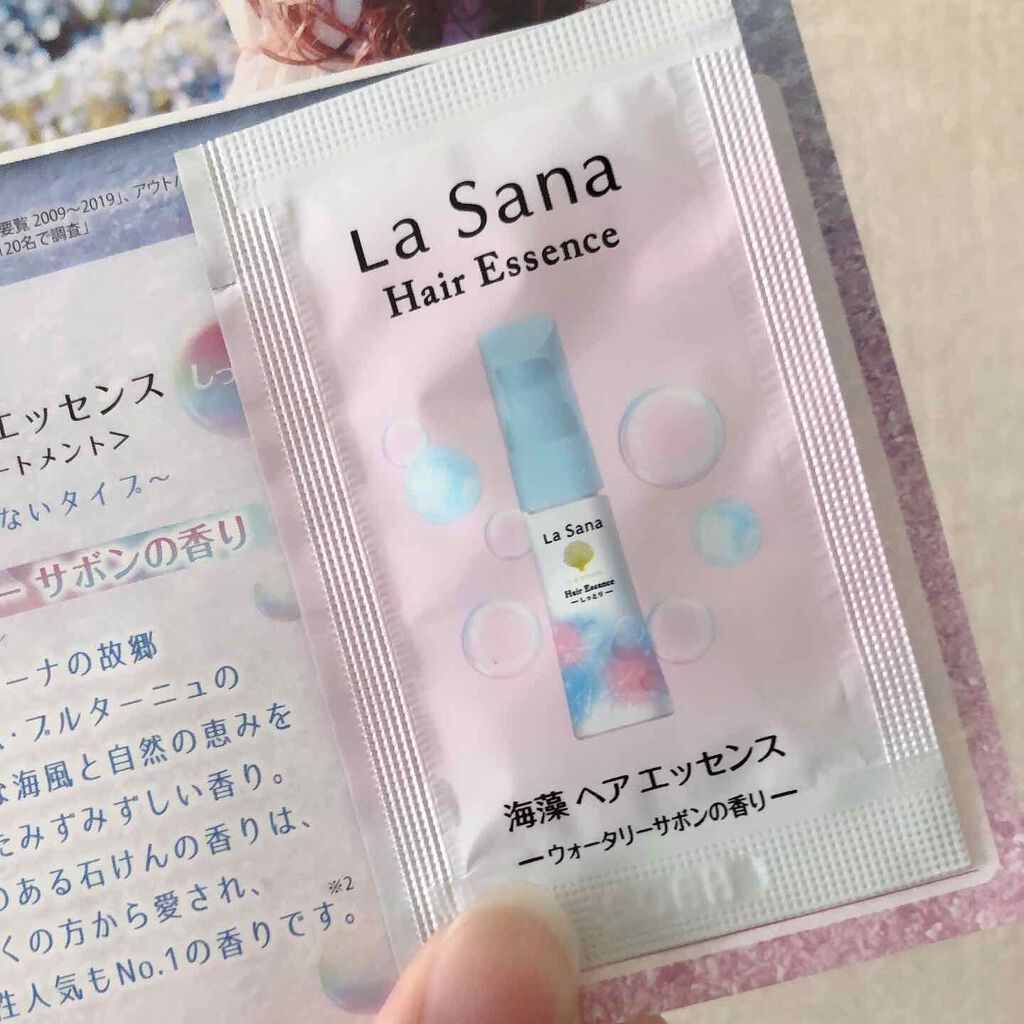 要覧 2009〜2019」、アウトバ
120名で調査」
しっ
エッセンス
ートメント＞
ないタイプ〜
ー サボンの香り
ーナの故郷
ス・ブルターニュの
な海風と自然の恵みを
たみずみずしい香り。
のある石けんの香りは、
くの方から愛され、
※2
性人気もNo.1の香りです。
La Sana
Hair Essence
La Sana
Hair Essence
ーしっとりー
海藻 ヘア エッセンス
ーウォータリーサボンの香りー